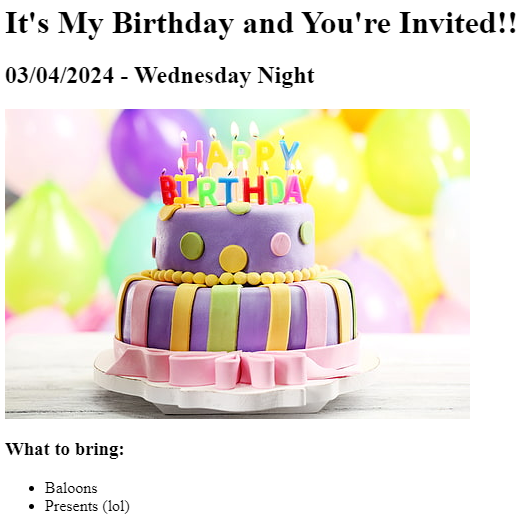 It's My Birthday and You're Invited!!
03/04/2024 - Wednesday Night
HAPPY
BIRTHDAY
What to bring:
Baloons
Presents (lol)